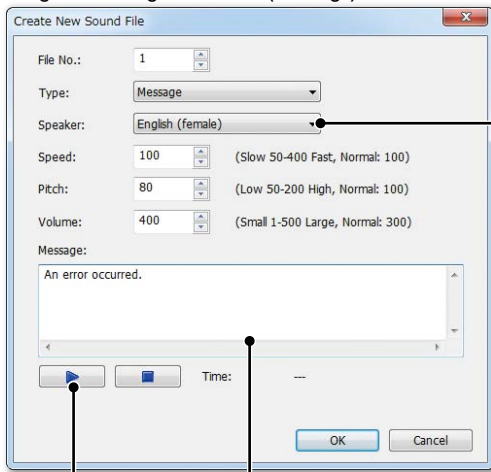 Create New Sound File
File No.: 1
Type: Message
Speaker: English (female)
Speed: 100 (Slow 50-400 Fast, Normal: 100)
Pitch: 80 (Low 50-200 High, Normal: 100)
Volume: 400 (Small 1-500 Large, Normal: 300)
Message:
An error occurred.
Time: ---
OK Cancel